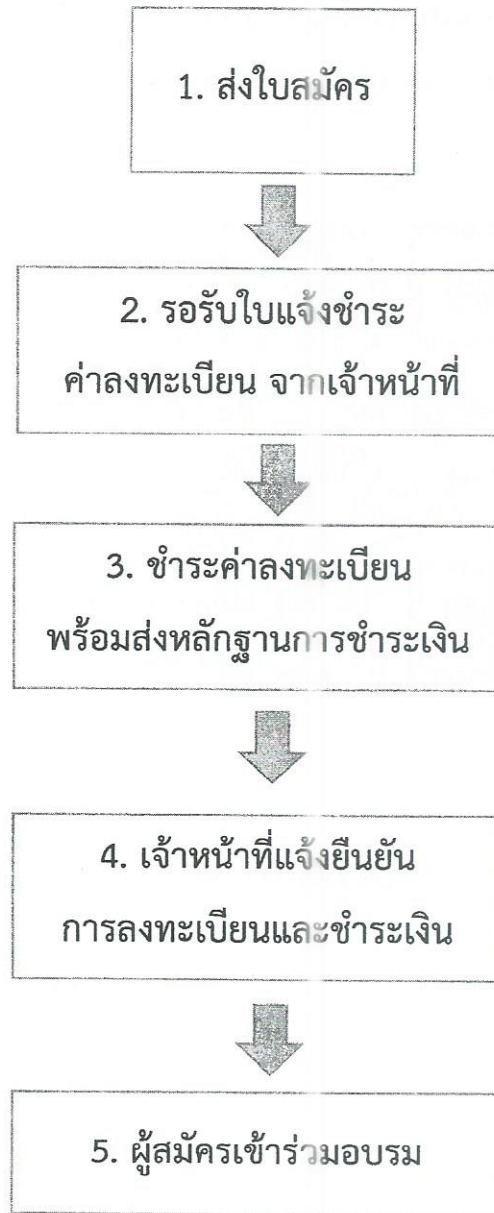 1. ส่งใบสมัคร
2. รอรับใบแจ้งชำระ
ค่าลงทะเบียน จากเจ้าหน้าที่
3. ชำระค่าลงทะเบียน
พร้อมส่งหลักฐานการชำระเงิน
4. เจ้าหน้าที่แจ้งยืนยัน
การลงทะเบียนและชำระเงิน
5. ผู้สมัครเข้าร่วมอบรม